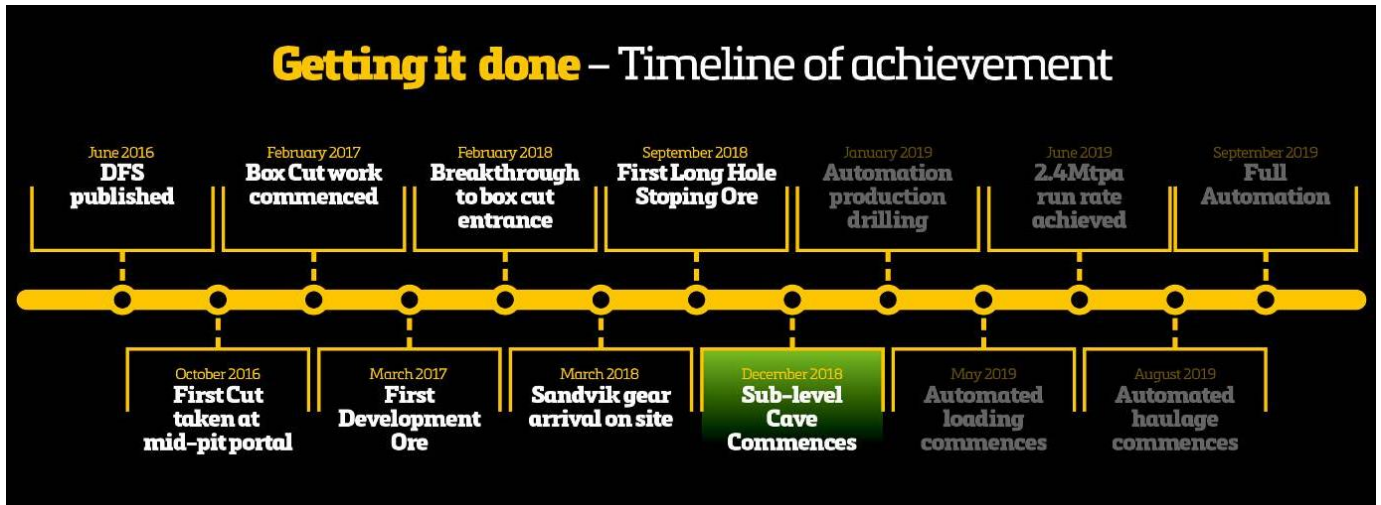 Getting it done – Timeline of achievement
June 2016
DFS
published
October 2016
First Cut
taken at
mid-pit portal
February 2017
Box Cut work
commenced
March 2017
First
Development
Ore
February 2018
Breakthrough
to box cut
entrance
March 2018
Sandvik gear
arrival on site
September 2018
First Long Hole
Stoping Ore
December 2018
Sub-level
Cave
Commences
January 2019
Automation
production
drilling
May 2019
Automated
loading
commences
June 2019
2.4Mtpa
run rate
achieved
August 2019
Automated
haulage
commences
September 2019
Full
Automation